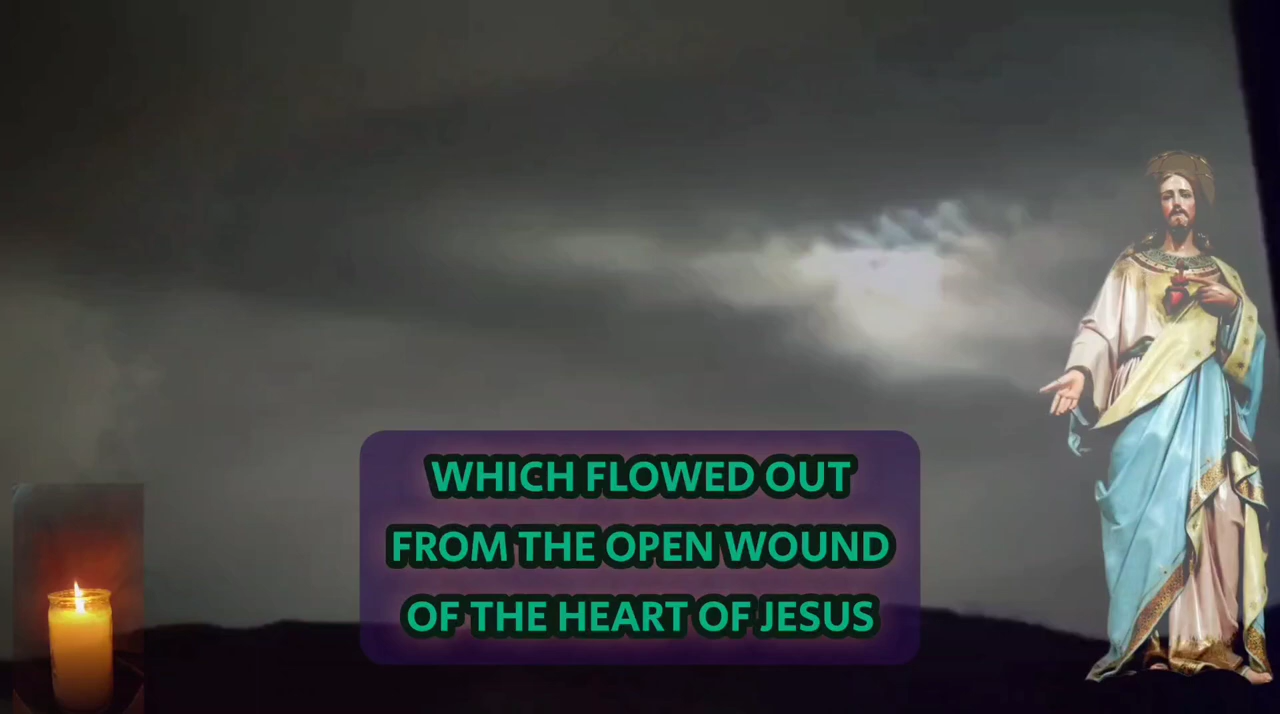 WHICH FLOWED OUT
FROM THE OPEN WOUND
OF THE HEART OF JESUS